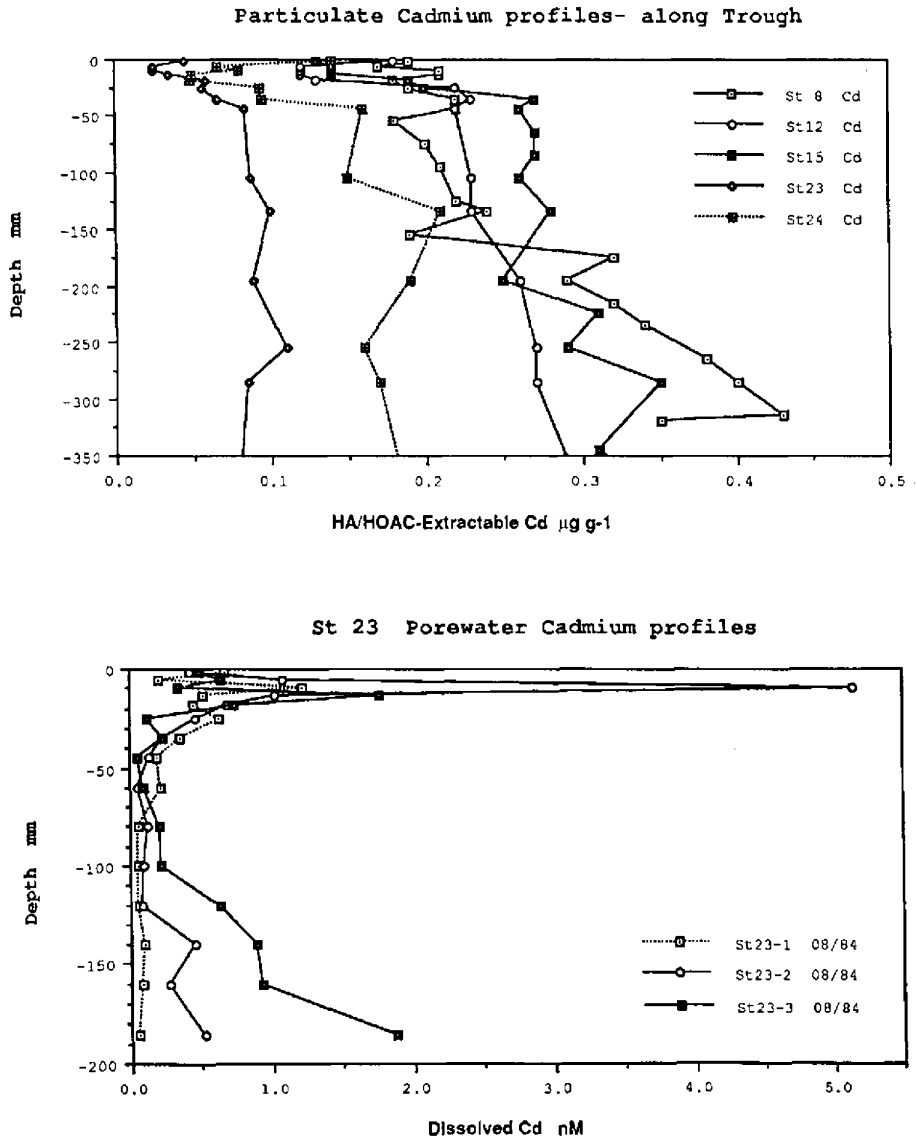 Particulate Cadmium profiles- along Trough
0
-50
-100
-150
-200
-250
-300
-350
Depth mm
St 8 Cd
St12 Cd
St15 Cd
St23 Cd
St24 Cd
0.0 0.1 0.2 0.3 0.4 0.5
HA/HOAC-Extractable Cd µg g-1
St 23 Porewater Cadmium profiles
0
-50
-100
-150
-200
Depth mm
St23-1 08/84
St23-2 08/84
St23-3 08/84
0.0 1.0 2.0 3.0 4.0 5.0
Dissolved Cd nM